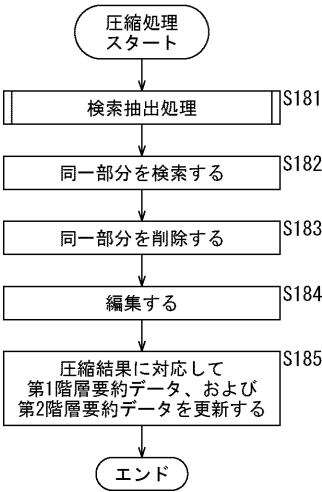 圧縮処理
スタート
S181
検索抽出処理
S182
同一部分を検索する
S183
同一部分を削除する
S184
編集する
S185
圧縮結果に対応して
第1階層要約データ、および
第2階層要約データを更新する
エンド